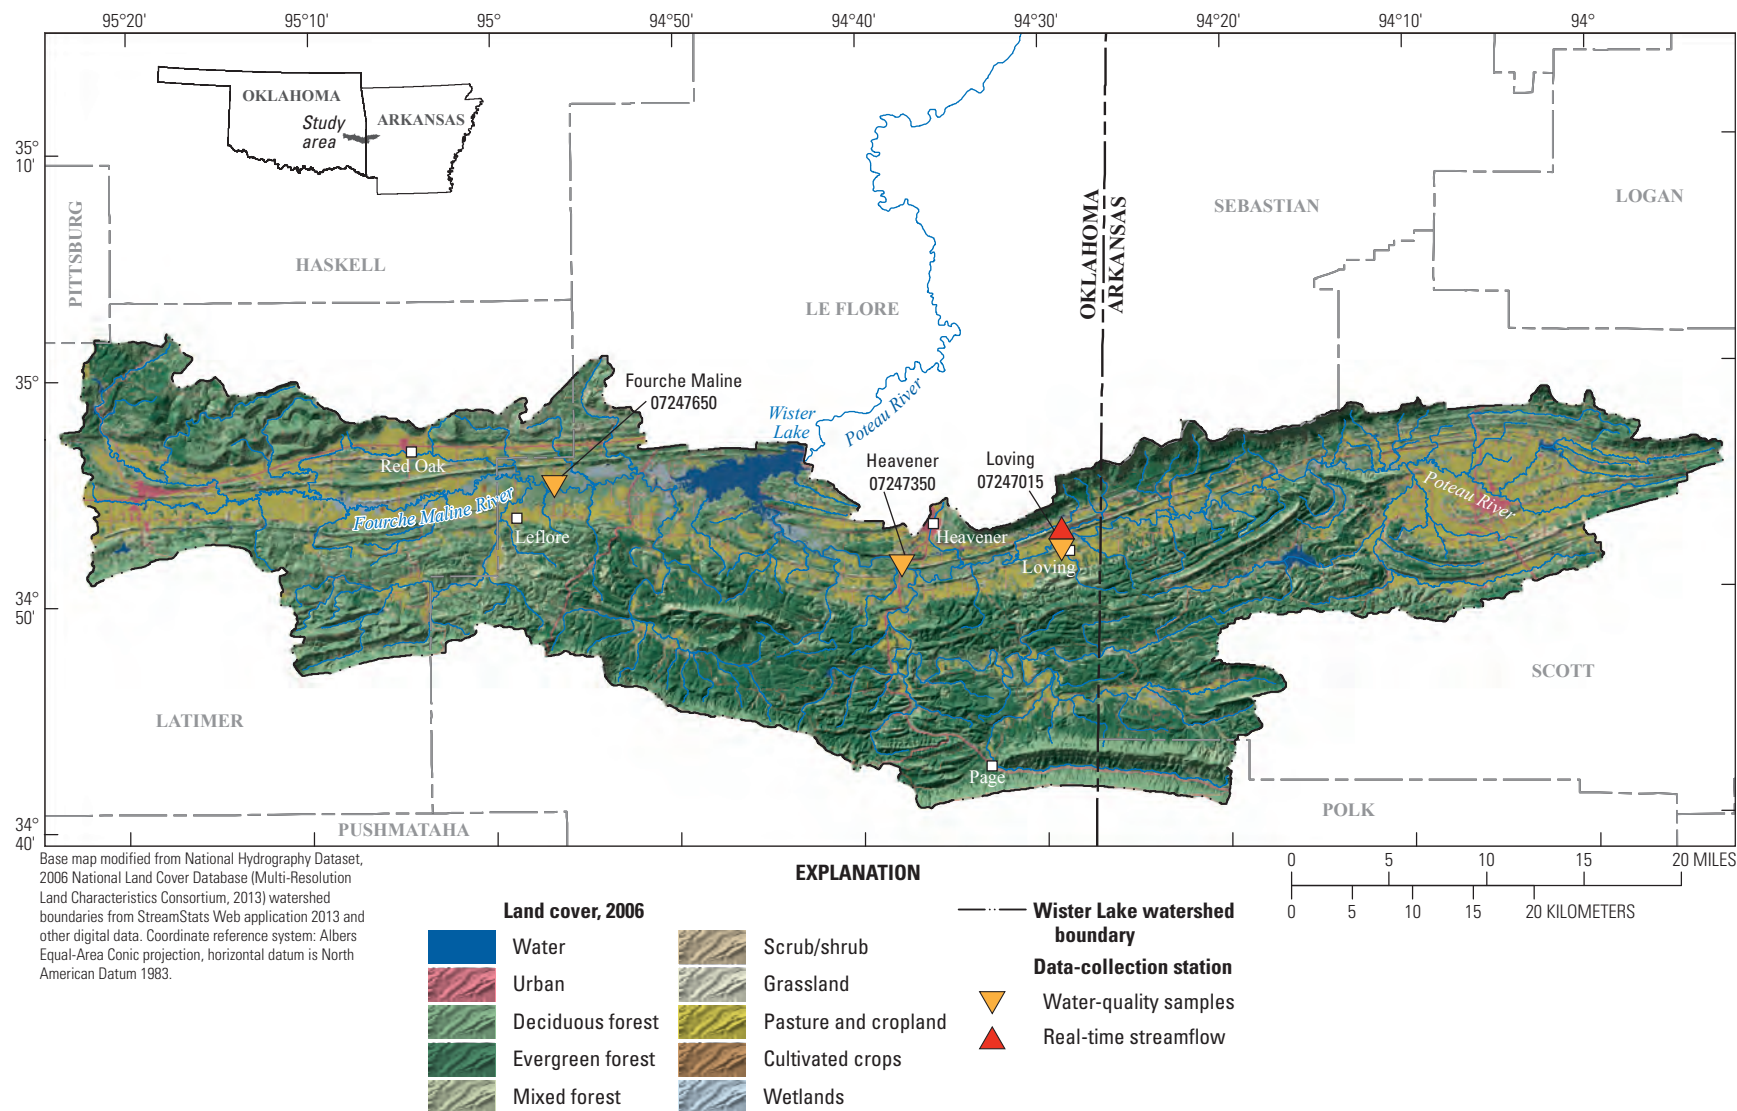 95°20'
95°10'
95°
94°50'
94°40'
94°30'
94°20'
94°10'
94°
35°
10'
35°
34°
50'
34°
40'
OKLAHOMA
ARKANSAS
Study
area
PITTSBURG
HASKELL
LE FLORE
OKLAHOMA
ARKANSAS
SEBASTIAN
LOGAN
Fourche Maline
07247650
Wister
Lake
Poteau River
Heavener
07247350
Loving
07247015
Red Oak
Fourche Maline River
Leflore
Heavener
Loving
Poteau River
Page
LATIMER
PUSHMATAHA
SCOTT
POLK
Base map modified from National Hydrography Dataset,
2006 National Land Cover Database (Multi-Resolution
Land Characteristics Consortium, 2013) watershed
boundaries from StreamStats Web application 2013 and
other digital data. Coordinate reference system: Albers
Equal-Area Conic projection, horizontal datum is North
American Datum 1983.
EXPLANATION
Land cover, 2006
Water
Urban
Deciduous forest
Evergreen forest
Mixed forest
Scrub/shrub
Grassland
Pasture and cropland
Cultivated crops
Wetlands
Wister Lake watershed
boundary
Data-collection station
Water-quality samples
Real-time streamflow
0 5 10 15 20 MILES
0 5 10 15 20 KILOMETERS